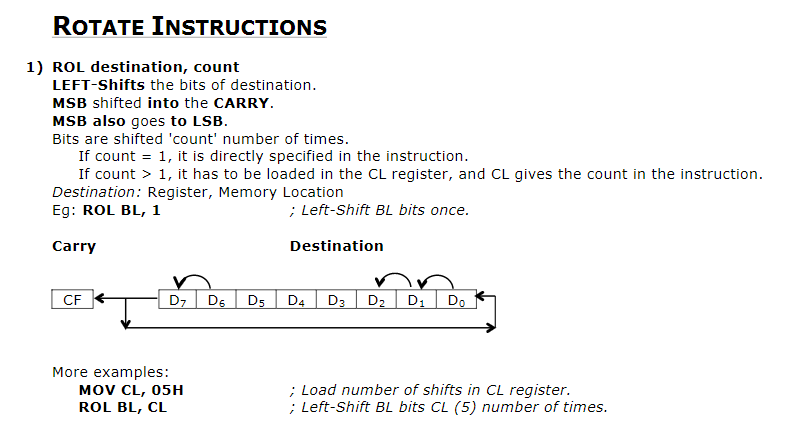 ROTATE INSTRUCTIONS
1) ROL destination, count
LEFT-Shifts the bits of destination.
MSB shifted into the CARRY.
MSB also goes to LSB.
Bits are shifted 'count' number of times.
If count = 1, it is directly specified in the instruction.
If count > 1, it has to be loaded in the CL register, and CL gives the count in the instruction.
Destination: Register, Memory Location
Eg: ROL BL, 1 ; Left-Shift BL bits once.
Carry Destination
CF D7 D6 D5 D4 D3 D2 D1 D0
More examples:
MOV CL, 05H ; Load number of shifts in CL register.
ROL BL, CL ; Left-Shift BL bits CL (5) number of times.